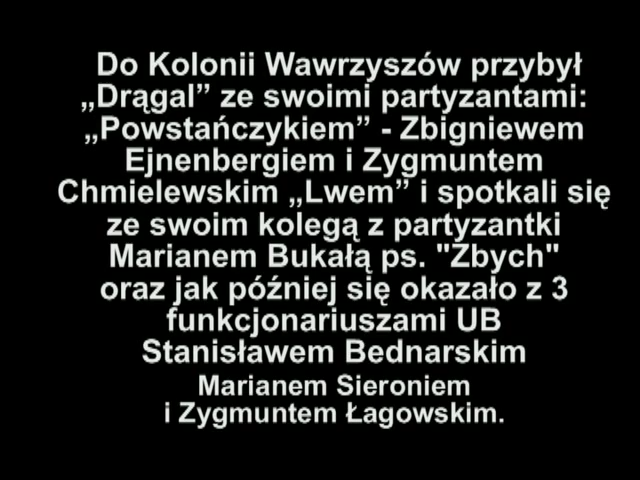 Do Kolonii Wawrzyszów przybył
„Drągal” ze swoimi partyzantami:
„Powstańczykiem” - Zbigniewem
Ejnenbergiem i Zygmuntem
Chmielewskim „Lwem” i spotkali się
ze swoim kolegą z partyzantki
Marianem Bukałą ps. "Zbych"
oraz jak później się okazało z 3
funkcjonariuszami UB
Stanisławem Bednarskim
Marianem Sieroniem
i Zygmuntem Łagowskim.